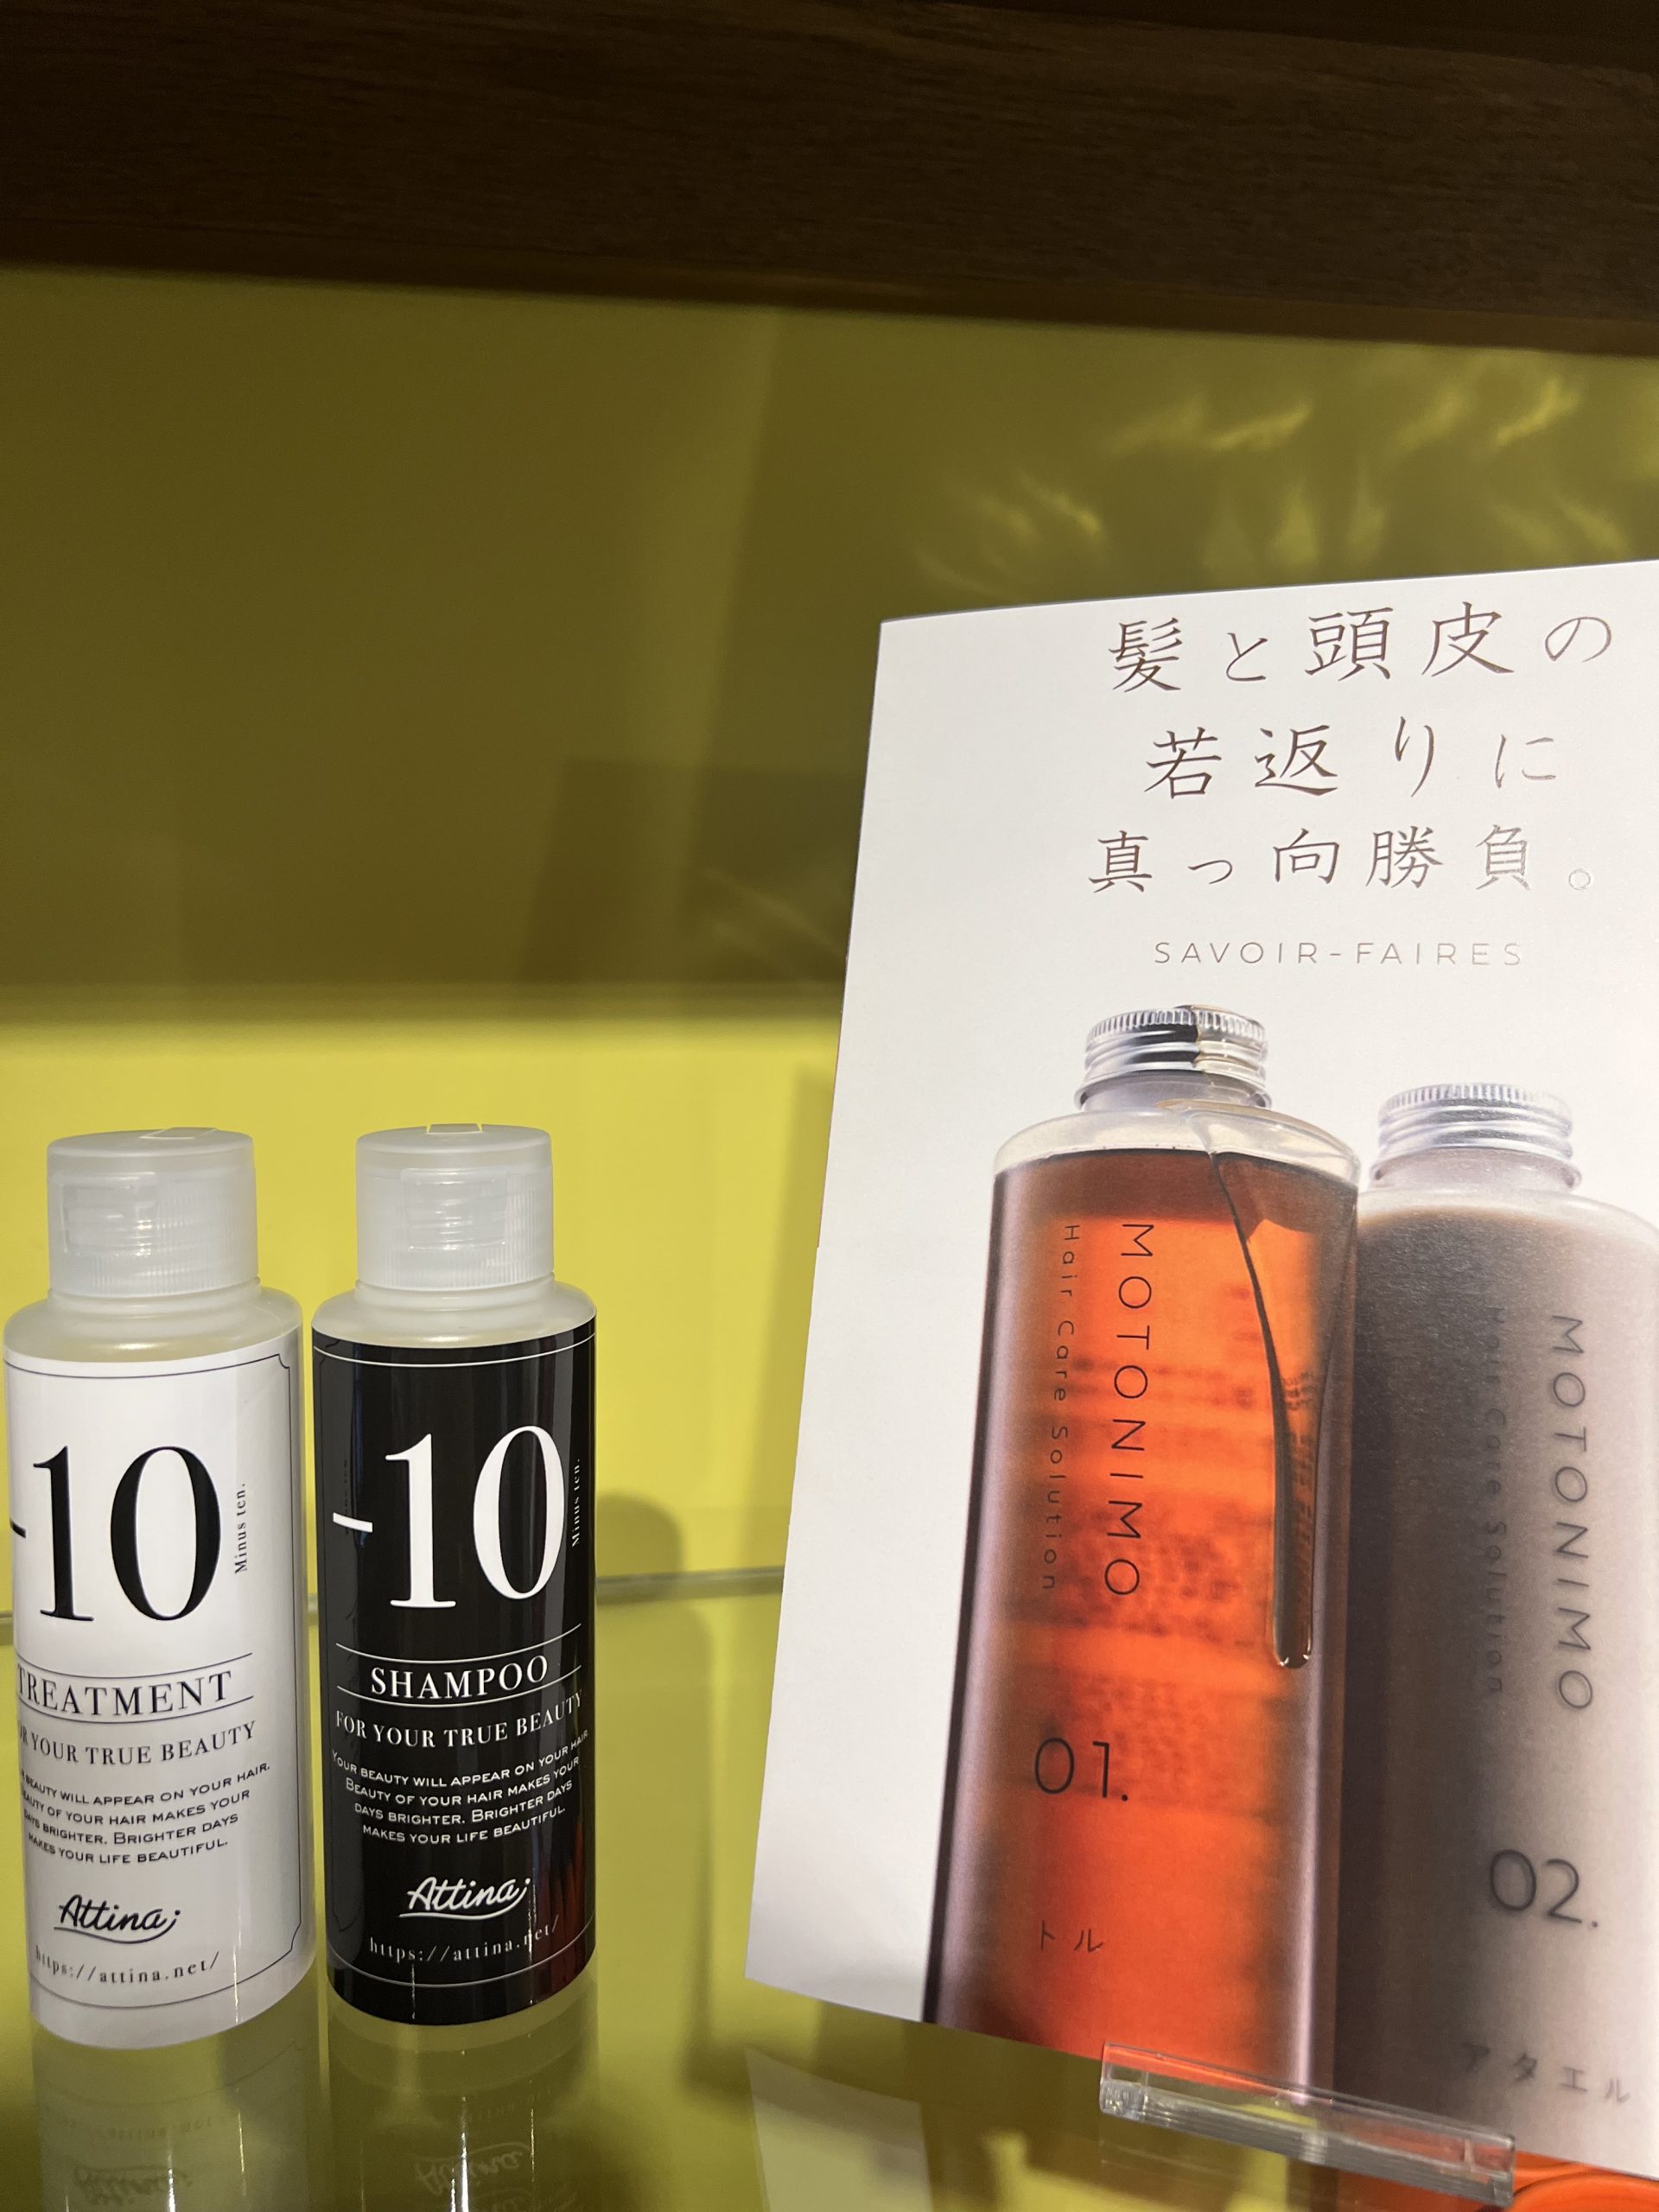 -10
Minus ten.
TREATMENT
YOUR TRUE BEAUTY
BEAUTY WILL APPEAR ON YOUR HAIR.
OF YOUR HAIR MAKES YOUR
DAYS BRIGHTER. BRIGHTER DAYS
MAKES YOUR LIFE BEAUTIFUL.
Attina;
https://attina.net/
-10
Minus ten.
SHAMPOO
FOR YOUR TRUE BEAUTY
YOUR BEAUTY WILL APPEAR ON YOUR HAIR
BEAUTY OF YOUR HAIR MAKES YOUR
DAYS BRIGHTER. BRIGHTER DAYS
MAKES YOUR LIFE BEAUTIFUL.
Attina;
https://attina.net/
髪と頭皮の
若返りに
真っ向勝負。
SAVOIR-FAIRES
MOTONIMO
Hair Care Solution
01.
トル
MOTONIMO
Hair Care Solution
02.
アタエル